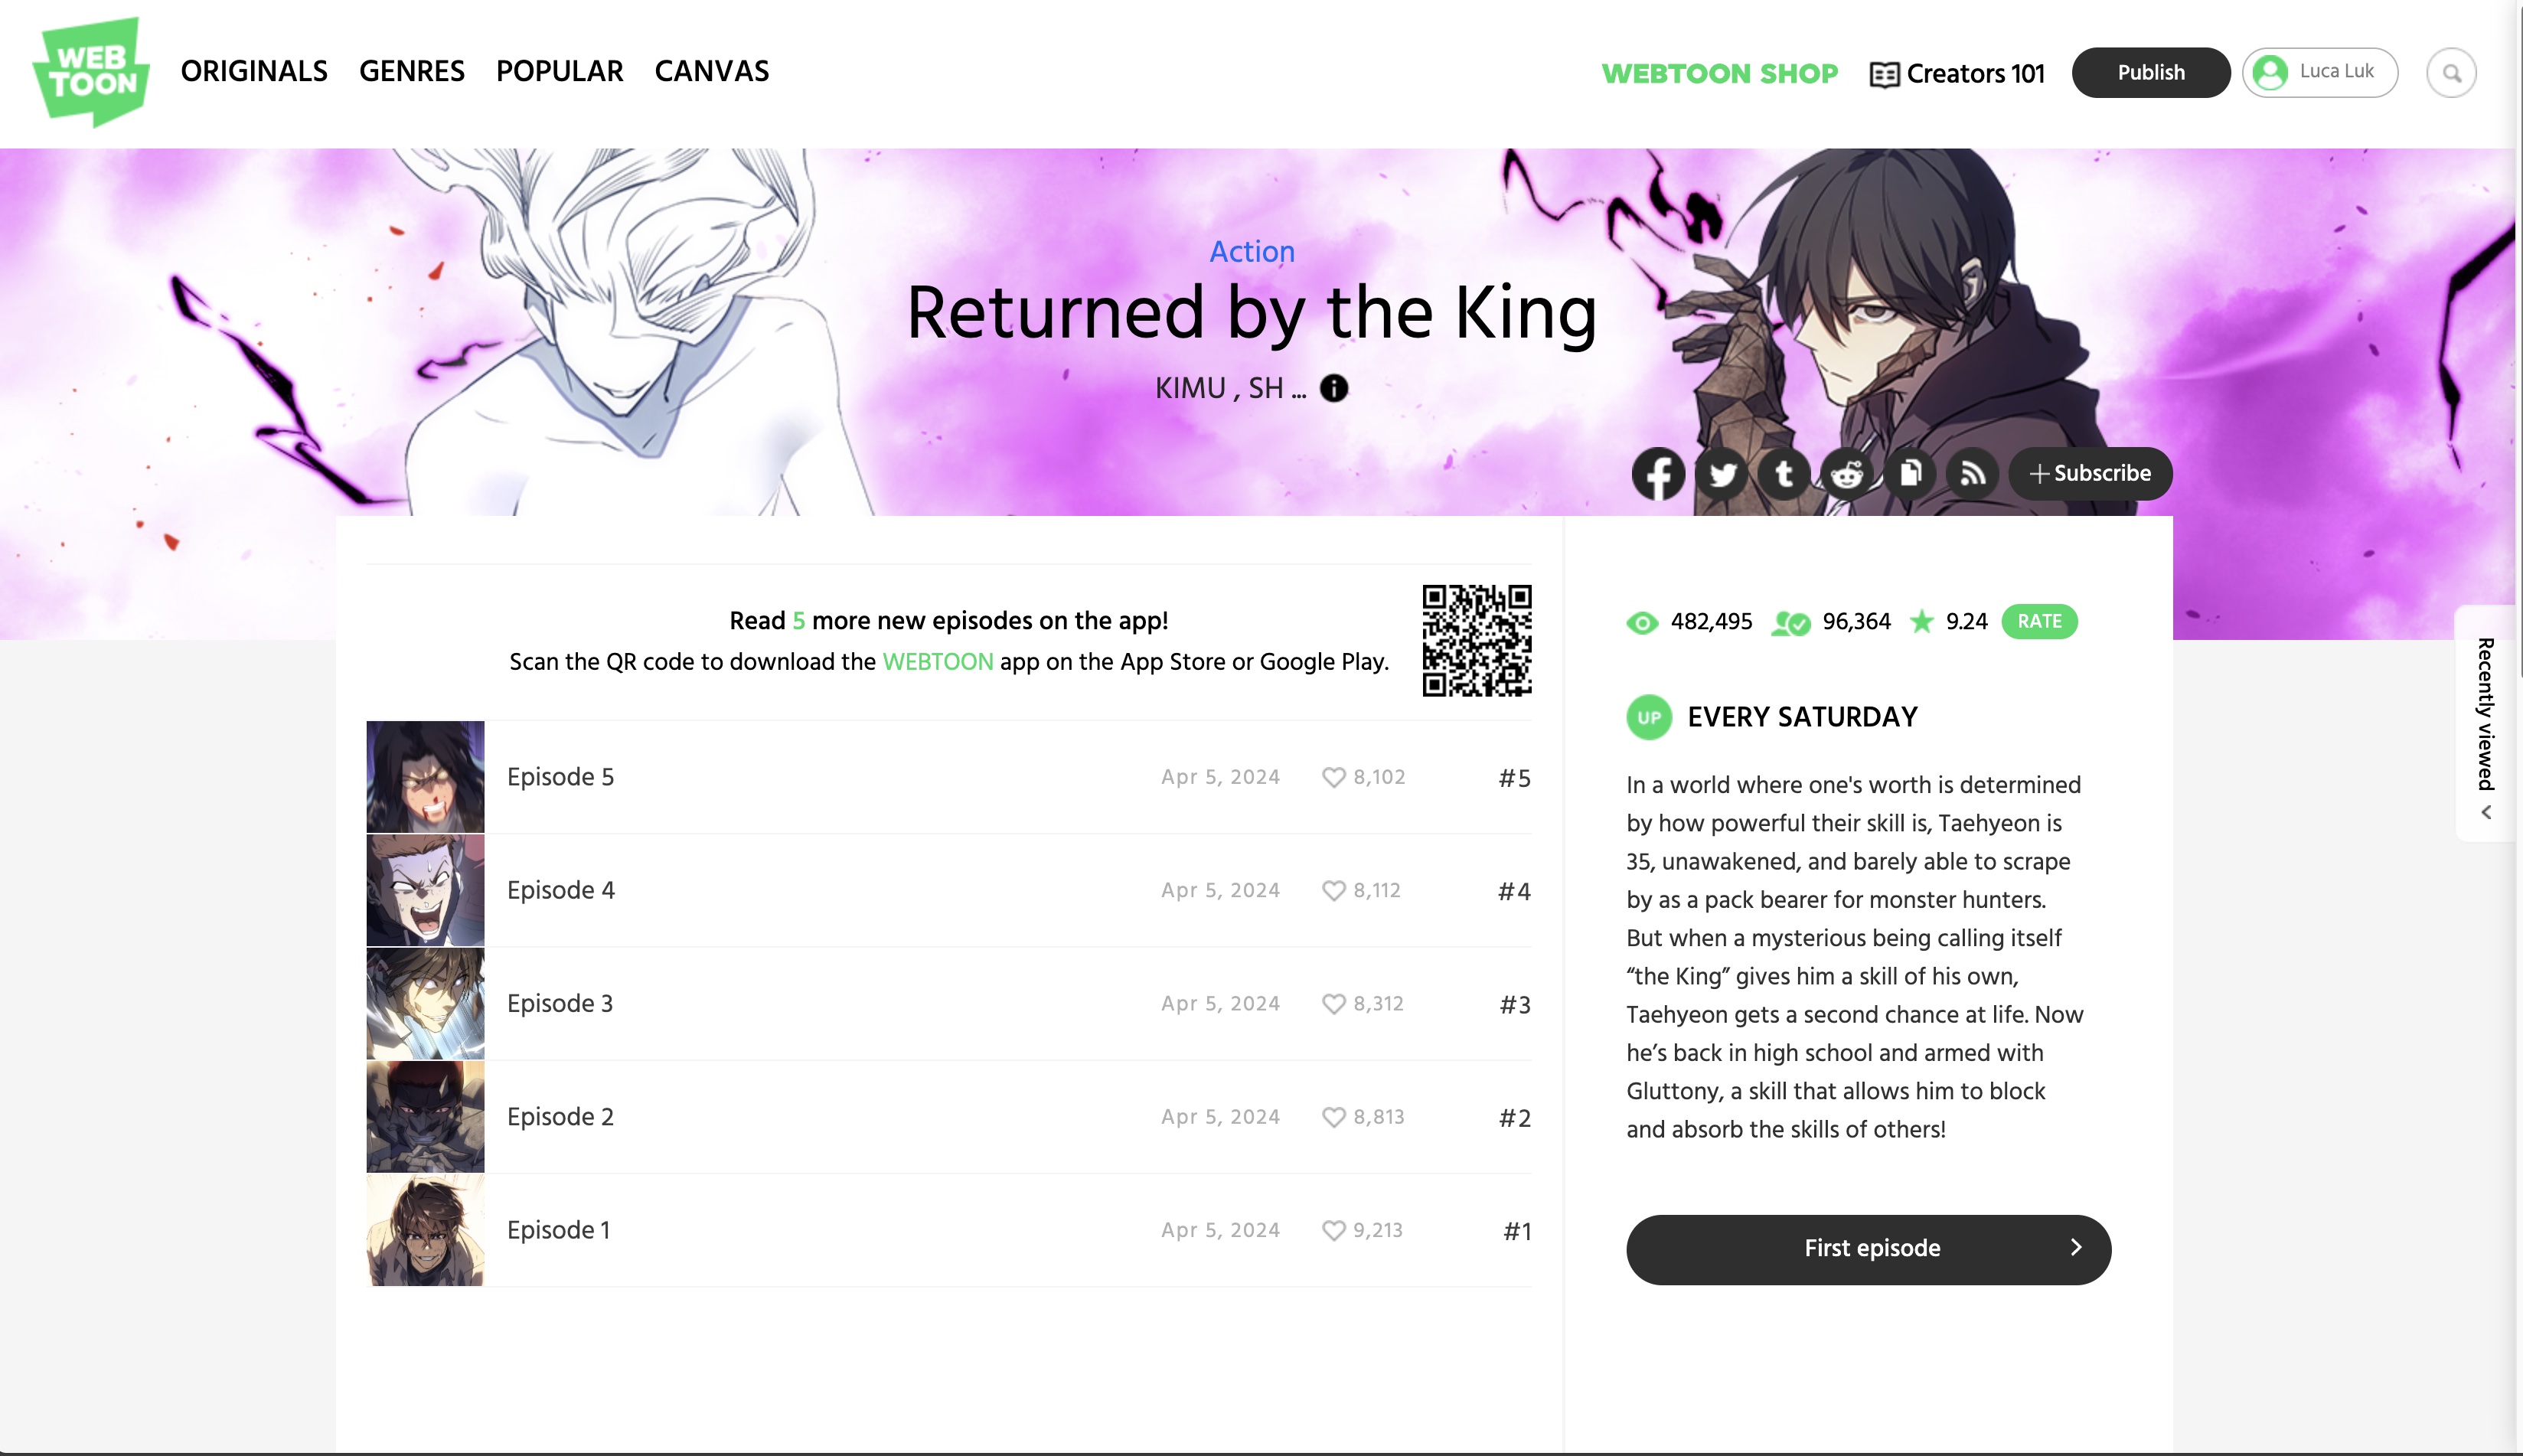 WEB
TOON
ORIGINALS GENRES POPULAR CANVAS
WEBTOON SHOP Creators 101 Publish Luca Luk
Action
Returned by the King
KIMU , SH ... i
+ Subscribe
Read 5 more new episodes on the app!
Scan the QR code to download the WEBTOON app on the App Store or Google Play.
Episode 5 Apr 5, 2024 8,102 #5
Episode 4 Apr 5, 2024 8,112 #4
Episode 3 Apr 5, 2024 8,312 #3
Episode 2 Apr 5, 2024 8,813 #2
Episode 1 Apr 5, 2024 9,213 #1
482,495 96,364 9.24 RATE
UP EVERY SATURDAY
In a world where one's worth is determined
by how powerful their skill is, Taehyeon is
35, unawakened, and barely able to scrape
by as a pack bearer for monster hunters.
But when a mysterious being calling itself
“the King” gives him a skill of his own,
Taehyeon gets a second chance at life. Now
he’s back in high school and armed with
Gluttony, a skill that allows him to block
and absorb the skills of others!
First episode
Recently viewed